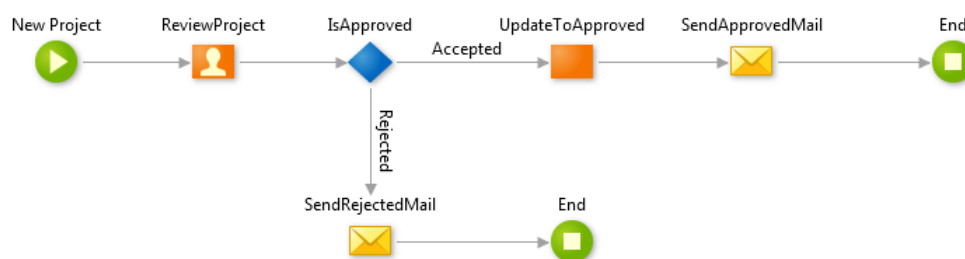 New Project
ReviewProject
IsApproved
UpdateToApproved
SendApprovedMail
End
Accepted
Rejected
SendRejectedMail
End